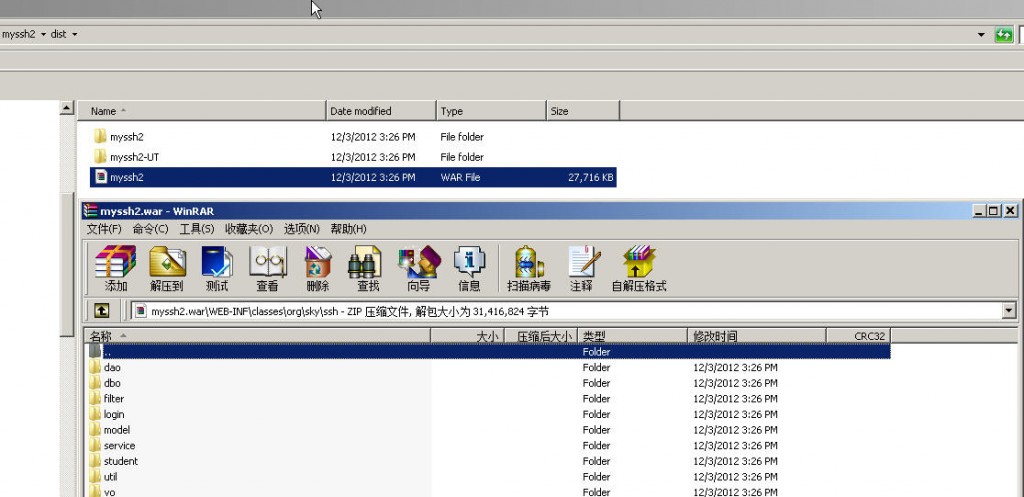 myssh2 dist
Name Date modified Type Size
myssh2 12/3/2012 3:26 PM File folder
myssh2-UT 12/3/2012 3:26 PM File folder
myssh2 12/3/2012 3:26 PM WAR File 27,716 KB
myssh2.war - WinRAR
文件(F) 命令(C) 工具(S) 收藏夹(O) 选项(N) 帮助(H)
添加 解压到 测试 查看 删除 查找 向导 信息 扫描病毒 注释 自解压格式
myssh2.war\WEB-INF\classes\org\sky\ssh - ZIP 压缩文件, 解包大小为 31,416,824 字节
名称 大小 压缩后大小 类型 修改时间 CRC32
.. Folder
dao Folder 12/3/2012 3:26 PM
dbo Folder 12/3/2012 3:26 PM
filter Folder 12/3/2012 3:26 PM
login Folder 12/3/2012 3:26 PM
model Folder 12/3/2012 3:26 PM
service Folder 12/3/2012 3:26 PM
student Folder 12/3/2012 3:26 PM
util Folder 12/3/2012 3:26 PM
vo Folder 12/3/2012 3:26 PM